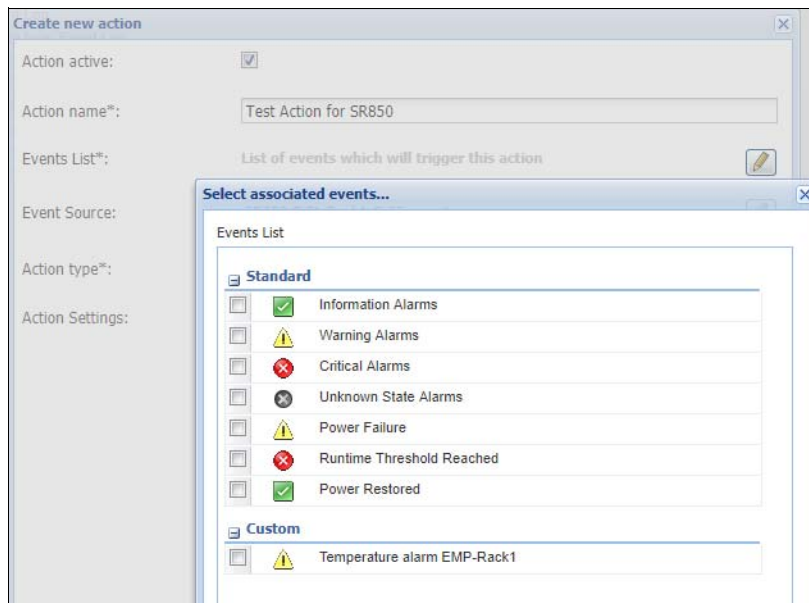 Create new action
Action active:
Action name*:
Test Action for SR850
Events List*:
List of events which will trigger this action
Select associated events...
Event Source:
Events List
Action type*:
Standard
Information Alarms
Action Settings:
Warning Alarms
Critical Alarms
Unknown State Alarms
Power Failure
Runtime Threshold Reached
Power Restored
Custom
Temperature alarm EMP-Rack1